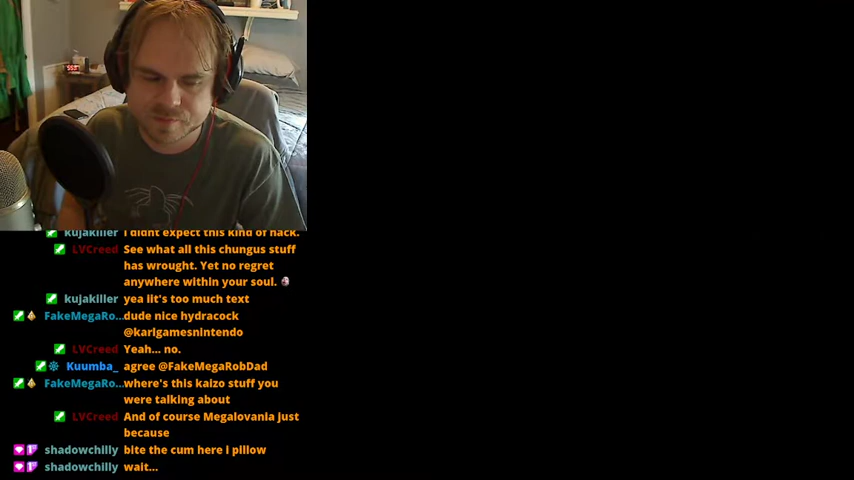 kujakiller I didnt expect this kind of hack.
LVCreed See what all this chungus stuff
has wrought. Yet no regret
anywhere within your soul.
kujakiller yea iit's too much text
FakeMegaRo... dude nice hydracock
@karlgamesnintendo
LVCreed Yeah... no.
Kuumba_ agree @FakeMegaRobDad
FakeMegaRo... where's this kaizo stuff you
were talking about
LVCreed And of course Megalovania just
because
shadowchilly bite the cum here I pillow
shadowchilly wait...